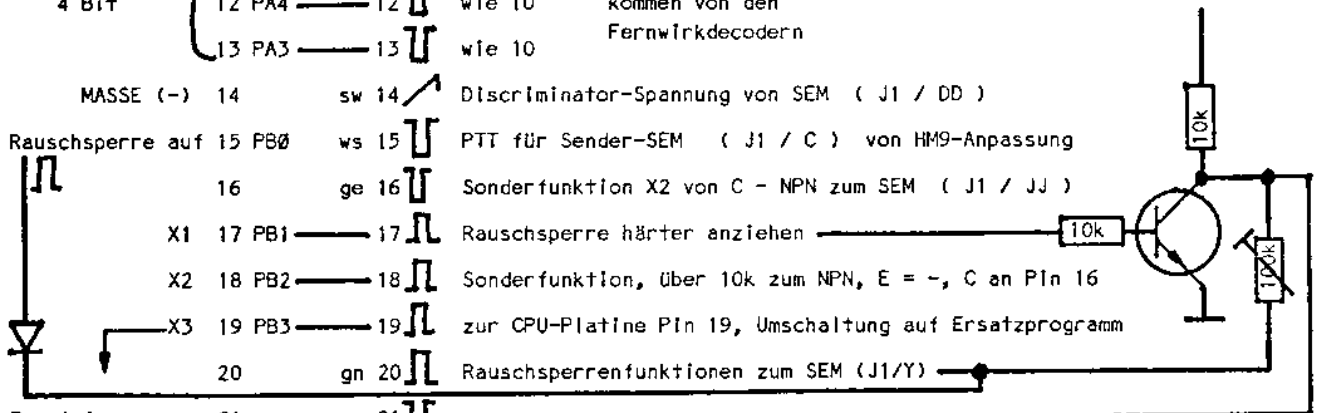 4 Bit 12 PA4 12 wie 10 kommen von den
Fernwirkdecodern
13 PA3 13 wie 10
MASSE (-) 14 sw 14 Discriminator-Spannung von SEM ( J1 / DD )
10k
Rauschsperre auf 15 PBØ ws 15 PTT für Sender-SEM ( J1 / C ) von HM9-Anpassung
16 ge 16 Sonderfunktion X2 von C - NPN zum SEM ( J1 / JJ )
X1 17 PB1 17 Rauschsperre härter anziehen 10k
100k
X2 18 PB2 18 Sonderfunktion, über 10k zum NPN, E = -, C an Pin 16
X3 19 PB3 19 zur CPU-Platine Pin 19, Umschaltung auf Ersatzprogramm
20 gn 20 Rauschsperrenfunktionen zum SEM (J1/Y)